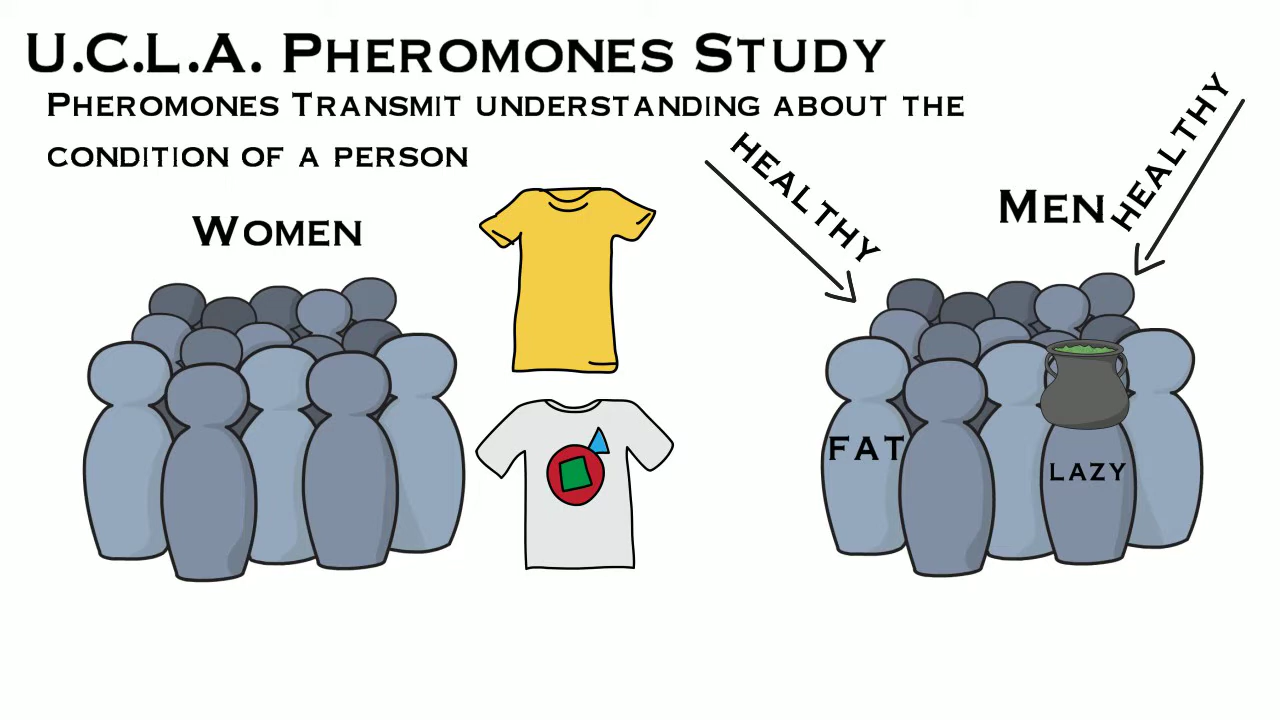 U.C.L.A. Pheromones Study
Pheromones Transmit understanding about the
condition of a person
Women
Men
HEALTHY
HEALTHY
FAT
LAZY